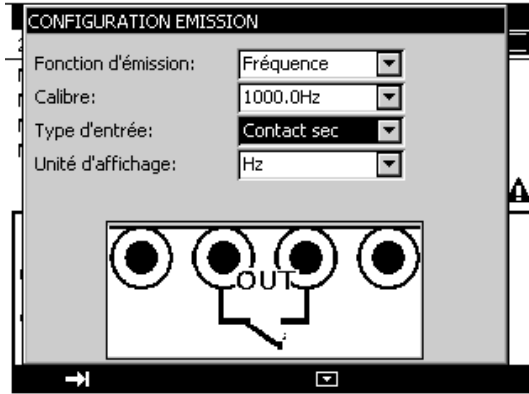 CONFIGURATION EMISSION
Fonction d'émission: Fréquence
Calibre: 1000.0Hz
Type d'entrée: Contact sec
Unité d'affichage: Hz
OUT